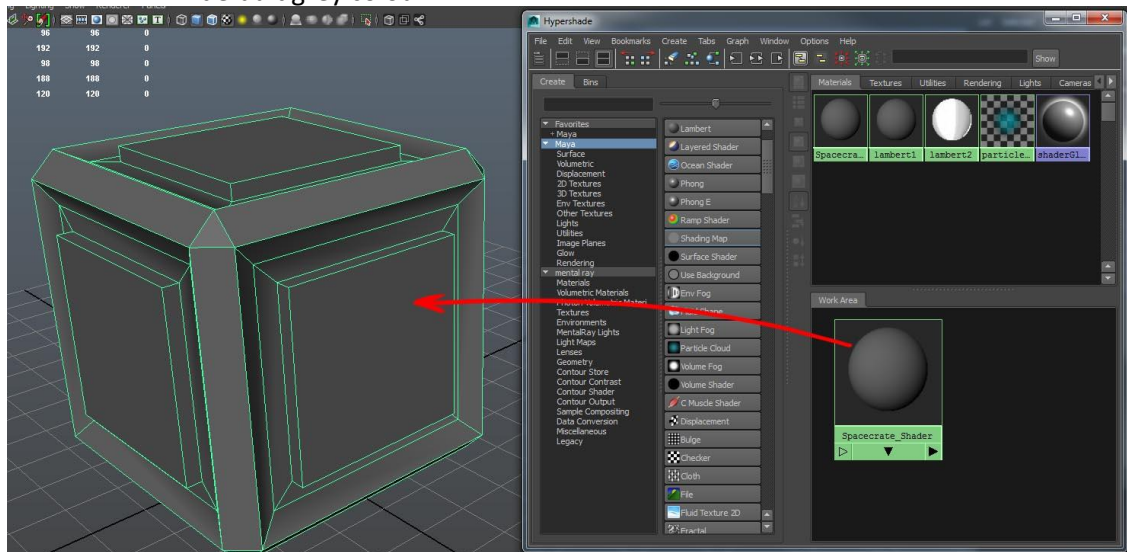 Hypershade
File Edit View Bookmarks Create Tabs Graph Window Options Help
Show
96 96 0
192 192 0
98 98 0
188 188 0
120 120 0
Create Bins
Favorites
+ Maya
Maya
Surface
Volumetric
Displacement
2D Textures
3D Textures
Env Textures
Other Textures
Lights
Utilities
Image Planes
Glow
Rendering
mental ray
Materials
Volumetric Materials
Textures
Environments
MentalRay Lights
Light Maps
Lenses
Geometry
Contour Store
Contour Contrast
Contour Shader
Contour Output
Sample Compositing
Data Conversion
Miscellaneous
Legacy
Lambert
Layered Shader
Ocean Shader
Phong
Phong E
Ramp Shader
Shading Map
Surface Shader
Use Background
Env Fog
Light Fog
Particle Cloud
Volume Fog
Volume Shader
C Muscle Shader
Displacement
Bulge
Checker
Cloth
File
Fluid Texture 2D
Fractal
Materials Textures Utilities Rendering Lights Cameras
Spacecra... lambert1 lambert2 particle... shaderGl...
Work Area
Spacecrate_Shader